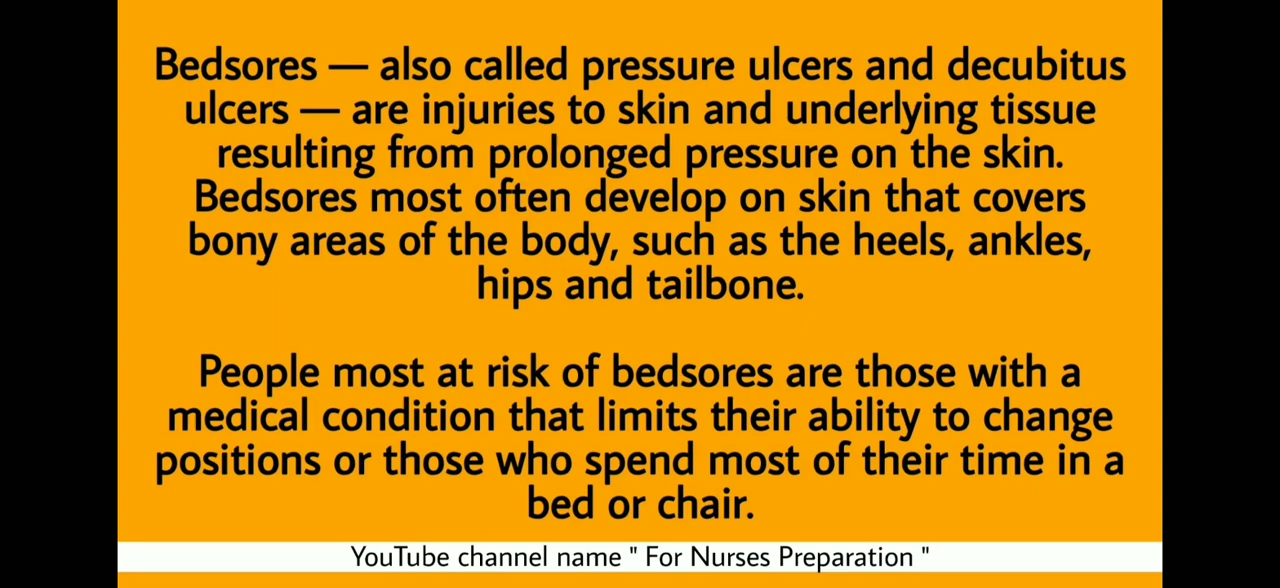 Bedsores — also called pressure ulcers and decubitus
ulcers — are injuries to skin and underlying tissue
resulting from prolonged pressure on the skin.
Bedsores most often develop on skin that covers
bony areas of the body, such as the heels, ankles,
hips and tailbone.
People most at risk of bedsores are those with a
medical condition that limits their ability to change
positions or those who spend most of their time in a
bed or chair.
YouTube channel name " For Nurses Preparation "